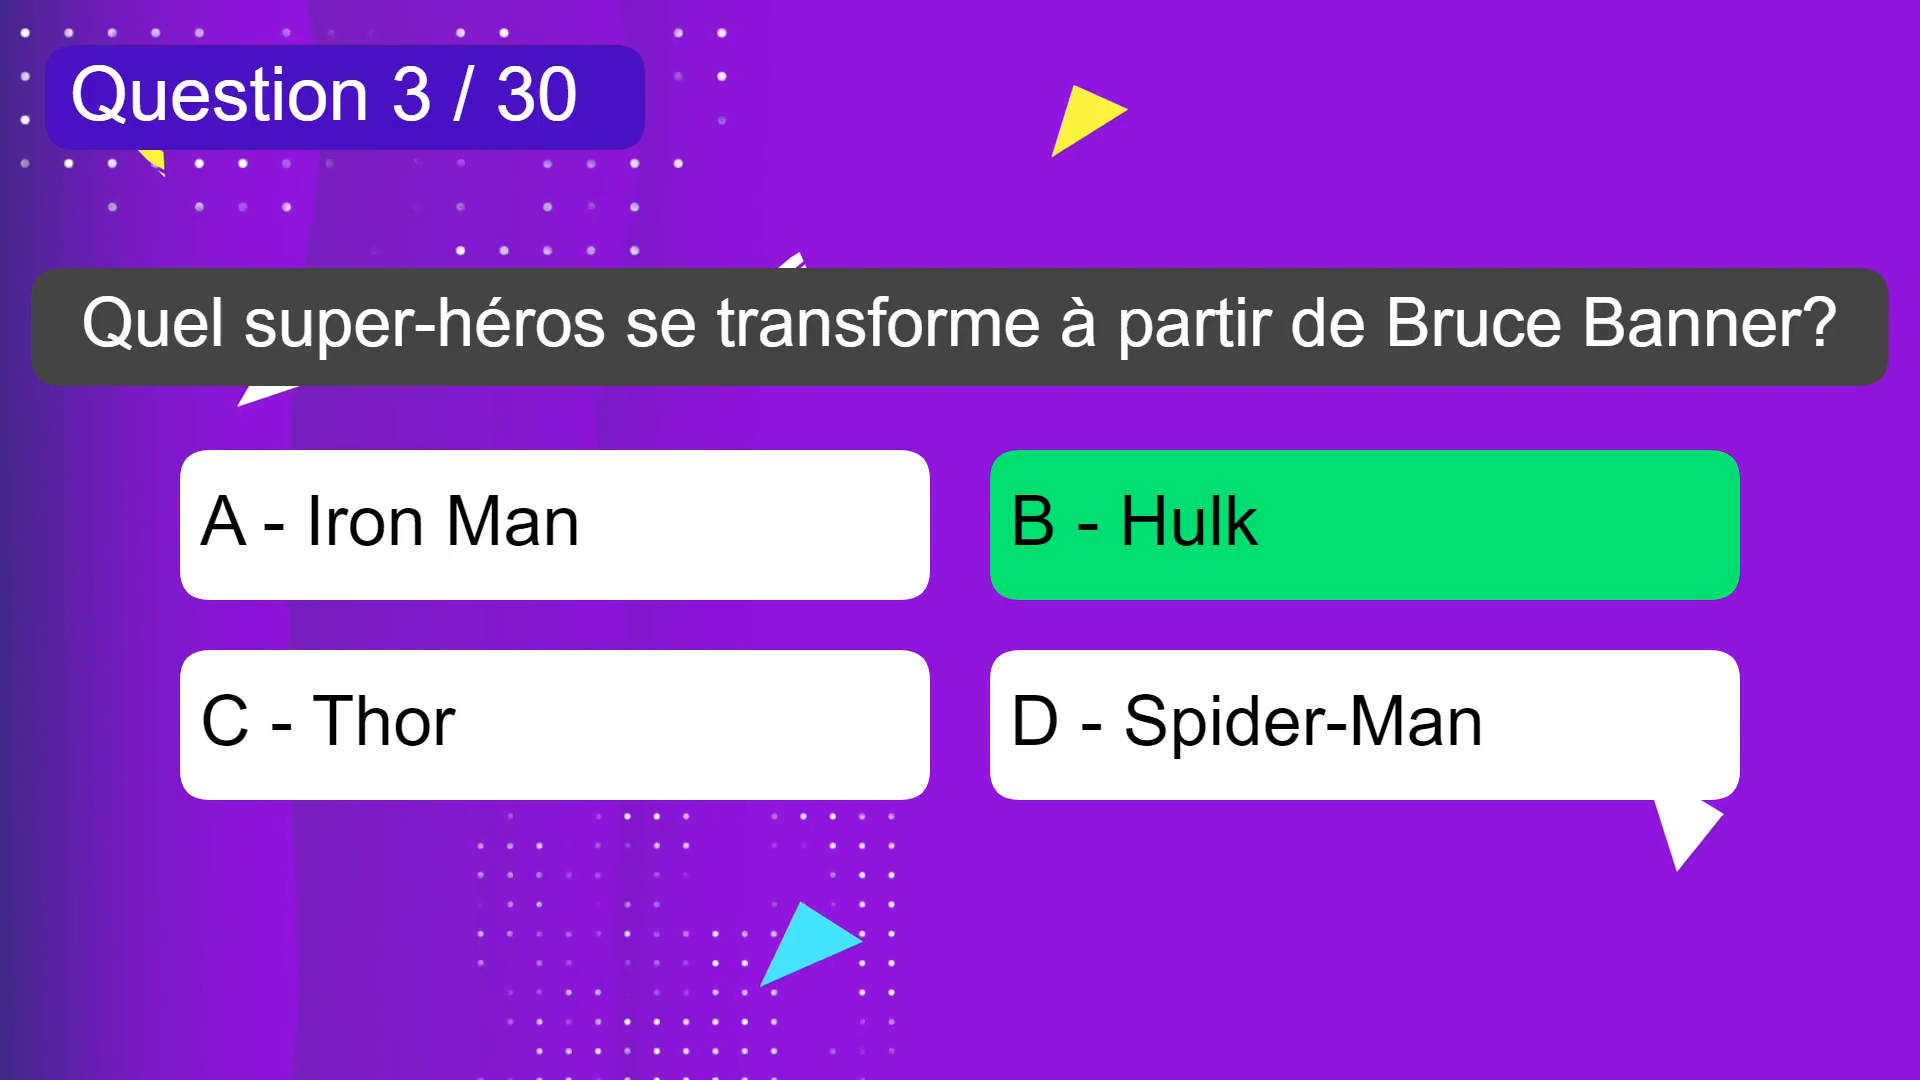 Question 3 / 30
Quel super-héros se transforme à partir de Bruce Banner?
A - Iron Man
B - Hulk
C - Thor
D - Spider-Man